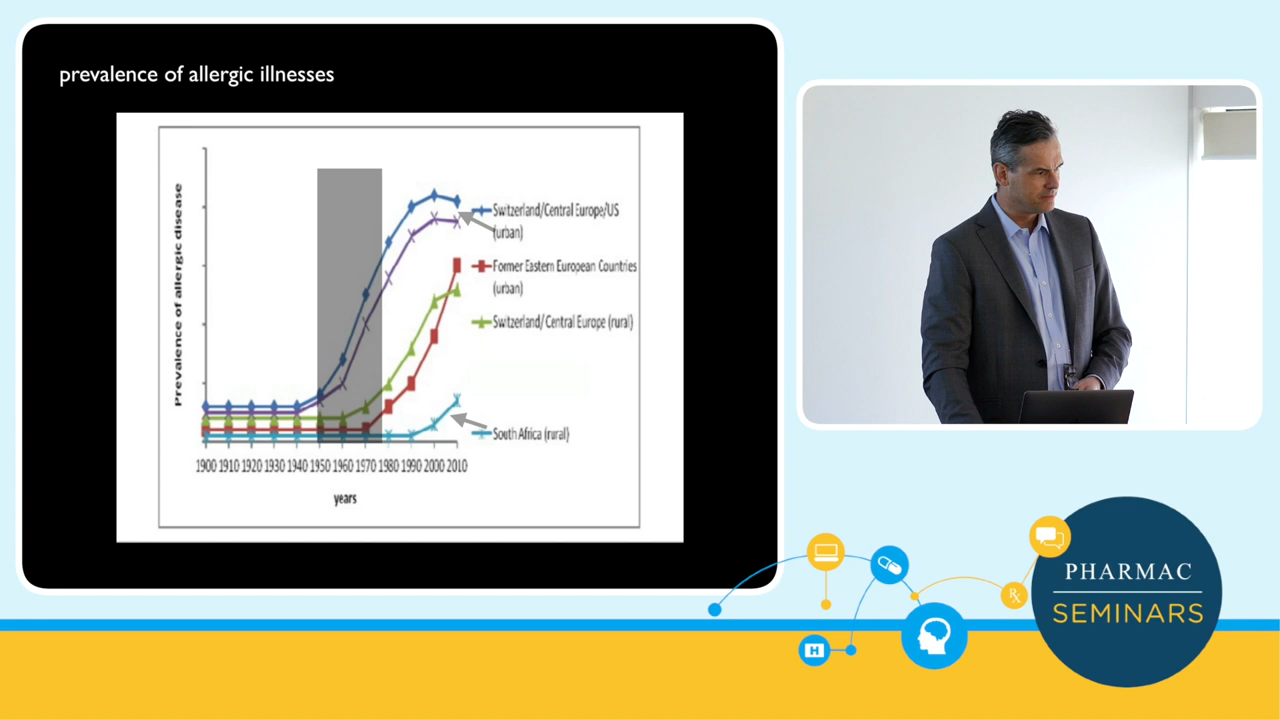 prevalence of allergic illnesses
Prevalence of allergic disease
Switzerland/Central Europe/US
(urban)
Former Eastern European Countries
(urban)
Switzerland/ Central Europe (rural)
South Africa (rural)
1900 1910 1920 1930 1940 1950 1960 1970 1980 1990 2000 2010
years
H
Rx
PHARMAC
SEMINARS